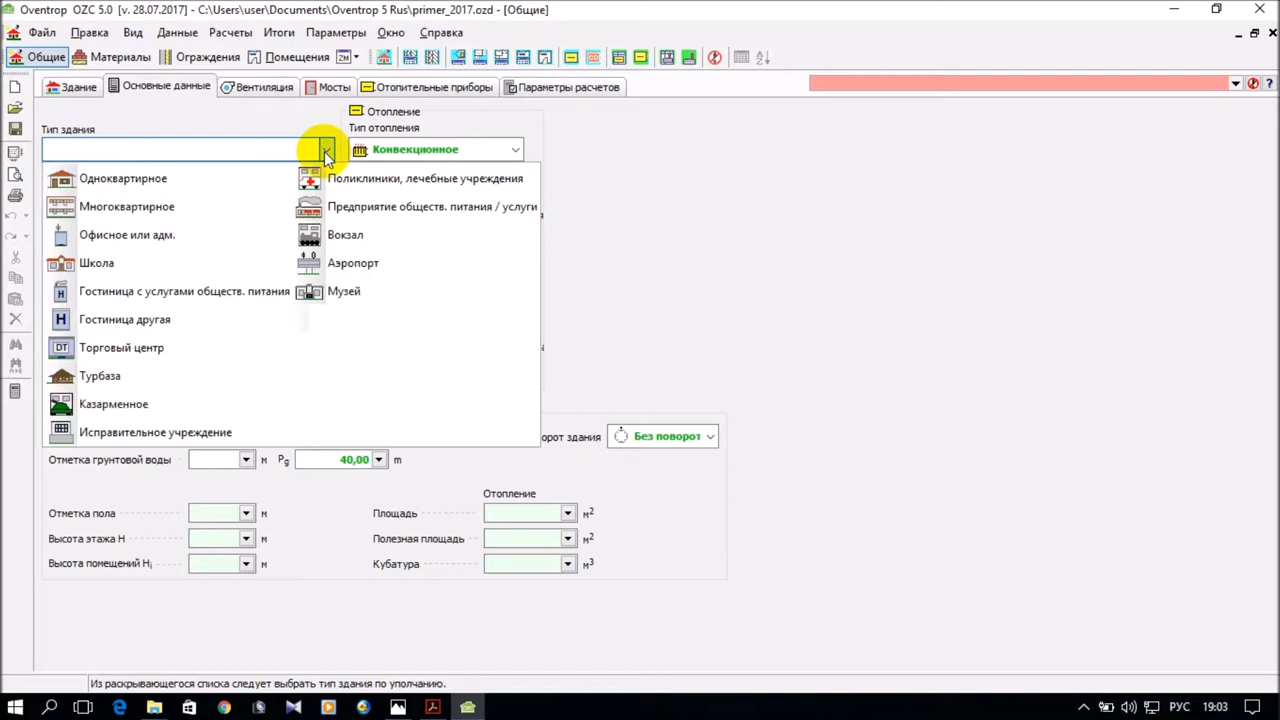 Oventrop OZC 5.0 [v. 28.07.2017] - C:\Users\user\Documents\Oventrop 5 Rus\primer_2017.ozd - [Общие]
Файл Правка Вид Данные Расчеты Итоги Параметры Окно Справка
Общие Материалы Ограждения Помещения
Здание Основные данные Вентиляция Мосты Отопительные приборы Параметры расчетов
Отопление
Тип здания Тип отопления
Конвекционное
Одноквартирное Поликлиники, лечебные учреждения
Многоквартирное Предприятие обществ. питания / услуги
Офисное или адм. Вокзал
Школа Аэропорт
Гостиница с услугами обществ. питания Музей
Гостиница другая
Торговый центр
Турбаза
Казарменное
Исправительное учреждение
орот здания Без поворот
Отметка грунтовой воды м Pg 40,00 m
Отопление
Отметка пола м Площадь м2
Высота этажа H м Полезная площадь м2
Высота помещений Hi м Кубатура м3
Из раскрывающегося списка следует выбрать тип здания по умолчанию.
РУС 19:03